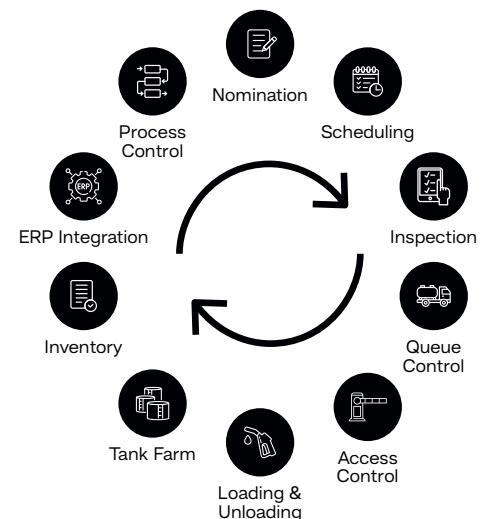 Nomination
Scheduling
Inspection
Queue
Control
Access
Control
Loading &
Unloading
Tank Farm
Inventory
ERP Integration
ERP
Process
Control